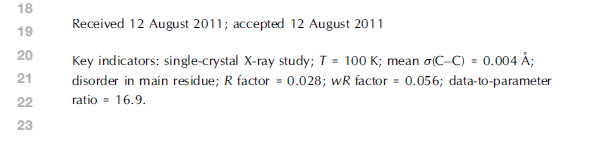 18
Received 12 August 2011; accepted 12 August 2011
19
20
Key indicators: single-crystal X-ray study; T = 100 K; mean σ(C–C) = 0.004 Å;
21
disorder in main residue; R factor = 0.028; wR factor = 0.056; data-to-parameter
22
ratio = 16.9.
23